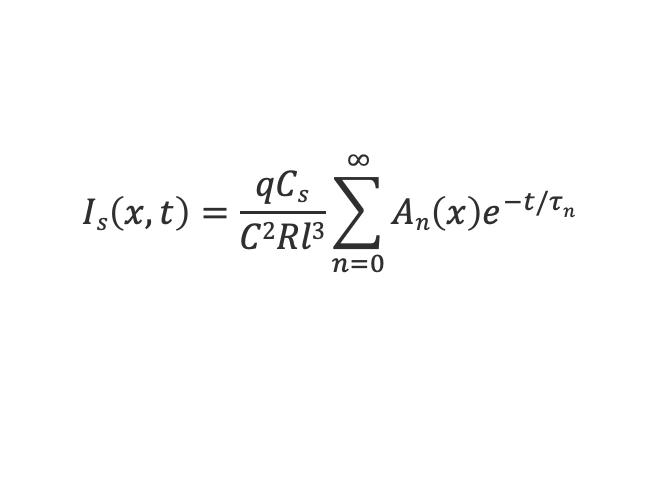 I_s(x, t) = \frac{qC_s}{C^2Rl^3} \sum_{n=0}^{\infty} A_n(x)e^{-t/\tau_n}